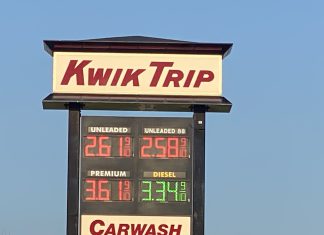 KWIK TRIP
UNLEADED UNLEADED 88
2.61 9/10 2.58 9/10
PREMIUM DIESEL
3.61 9/10 3.34 9/10
CARWASH